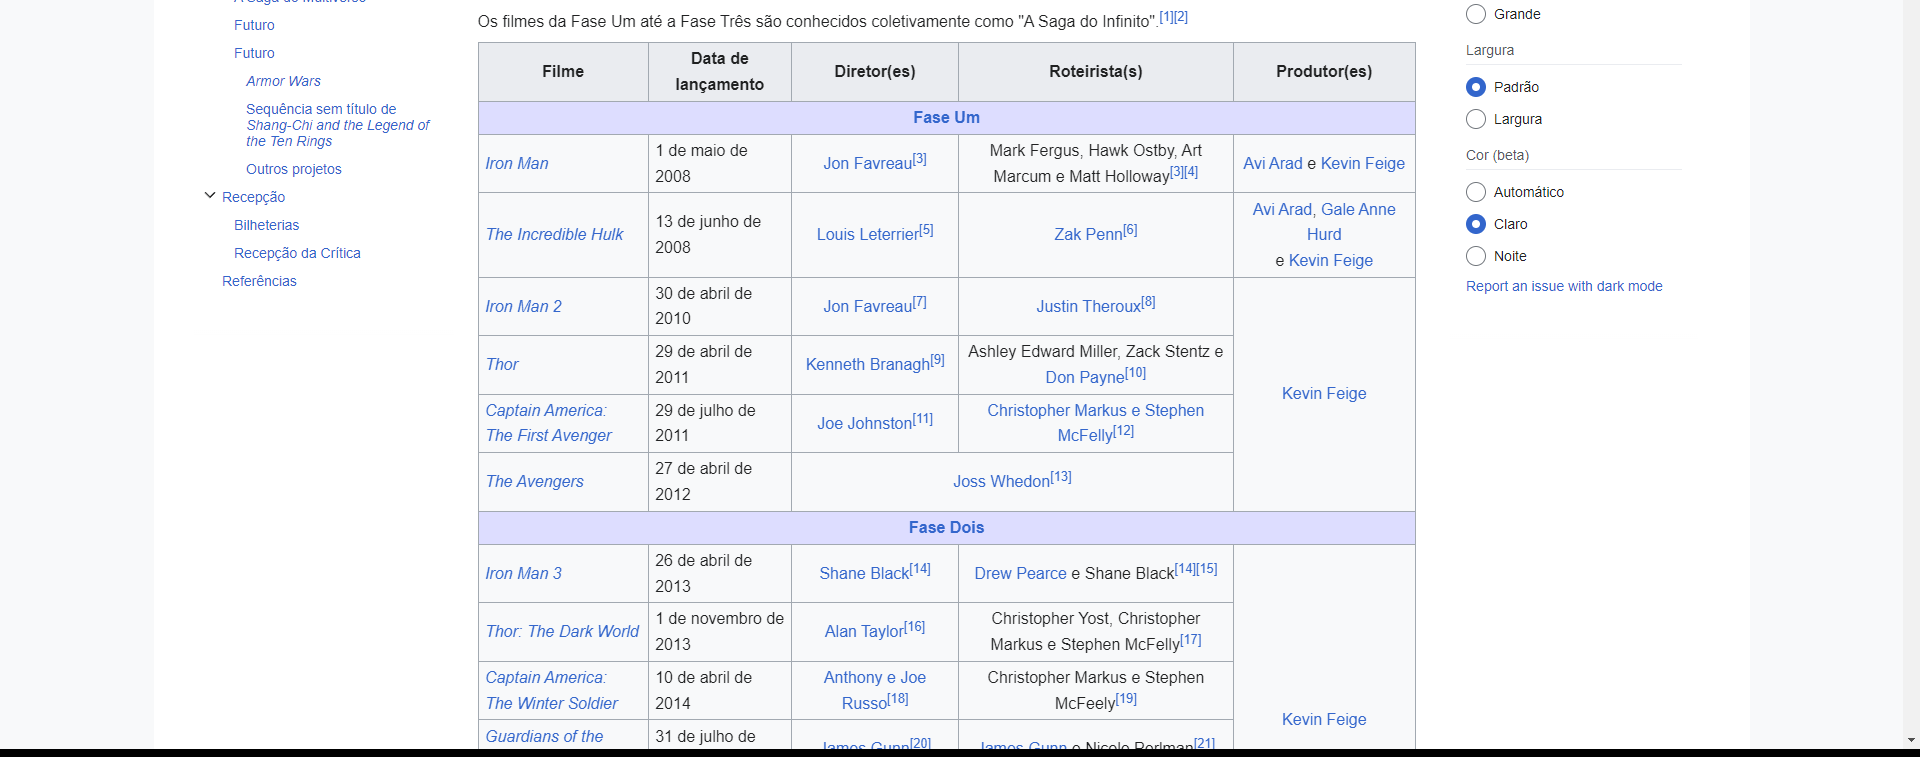 Futuro
Futuro
Armor Wars
Sequência sem título de
Shang-Chi and the Legend of
the Ten Rings
Outros projetos
Recepção
Bilheterias
Recepção da Crítica
Referências
Os filmes da Fase Um até a Fase Três são conhecidos coletivamente como "A Saga do Infinito".[1][2]
Filme
Data de
lançamento
Diretor(es)
Roteirista(s)
Produtor(es)
Fase Um
Iron Man
1 de maio de
2008
Jon Favreau[3]
Mark Fergus, Hawk Ostby, Art
Marcum e Matt Holloway[3][4]
Avi Arad e Kevin Feige
The Incredible Hulk
13 de junho de
2008
Louis Leterrier[5]
Zak Penn[6]
Avi Arad, Gale Anne
Hurd
e Kevin Feige
Iron Man 2
30 de abril de
2010
Jon Favreau[7]
Justin Theroux[8]
Kevin Feige
Thor
29 de abril de
2011
Kenneth Branagh[9]
Ashley Edward Miller, Zack Stentz e
Don Payne[10]
Captain America:
The First Avenger
29 de julho de
2011
Joe Johnston[11]
Christopher Markus e Stephen
McFelly[12]
The Avengers
27 de abril de
2012
Joss Whedon[13]
Fase Dois
Iron Man 3
26 de abril de
2013
Shane Black[14]
Drew Pearce e Shane Black[14][15]
Kevin Feige
Thor: The Dark World
1 de novembro de
2013
Alan Taylor[16]
Christopher Yost, Christopher
Markus e Stephen McFelly[17]
Captain America:
The Winter Soldier
10 de abril de
2014
Anthony e Joe
Russo[18]
Christopher Markus e Stephen
McFeely[19]
Guardians of the
31 de julho de
James Gunn[20]
James Gunn e Nicole Perlman[21]
Grande
Largura
Padrão
Largura
Cor (beta)
Automático
Claro
Noite
Report an issue with dark mode